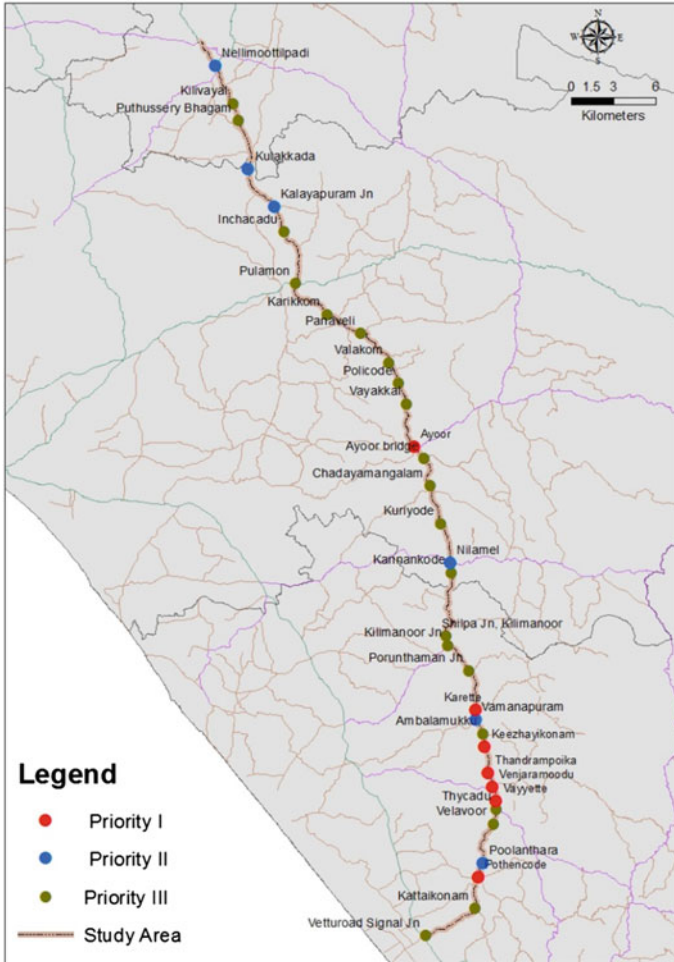 N
W E
S
0 1.5 3 6
Kilometers
Nellimoottilpadi
Kilivayal
Puthussery Bhagam
Kulakkada
Kalayapuram Jn
Inchacadu
Pulamon
Karikkom
Panaveli
Valakom
Policode
Vayakkal
Ayoor
Ayoor bridge
Chadayamangalam
Kuriyode
Nilamel
Kannankode
Shilpa Jn, Kilimanoor
Kilimanoor Jn
Porunthaman Jn
Karette
Vamanapuram
Ambalamukku
Keezhayikonam
Thandrampoika
Venjaramoodu
Vayyette
Thycadu
Velavoor
Poolanthara
Pothencode
Kattaikonam
Vetturoad Signal Jn
Legend
Priority I
Priority II
Priority III
Study Area